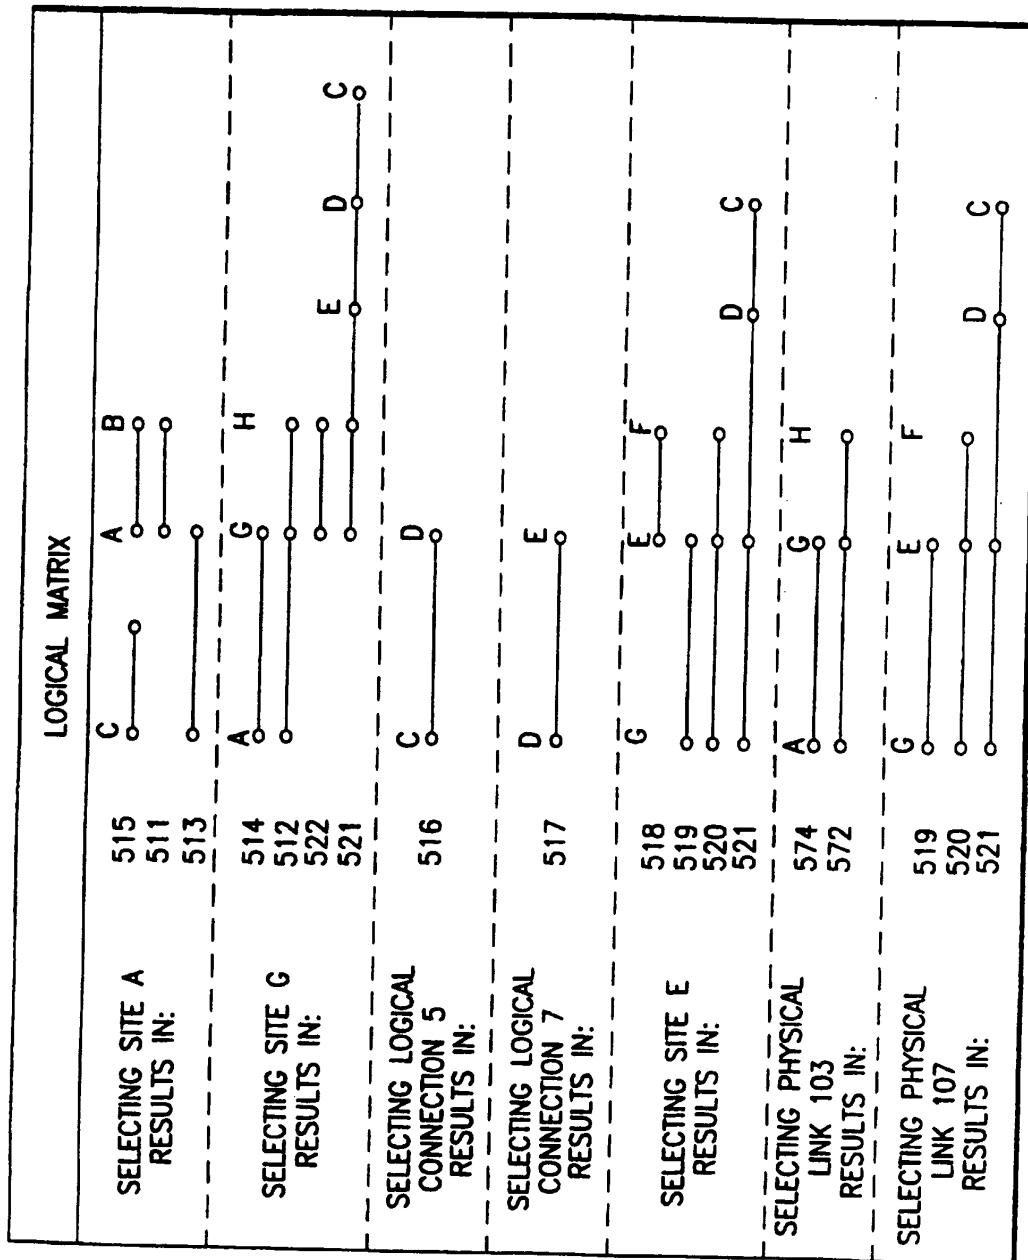 LOGICAL MATRIX
SELECTING SITE A
RESULTS IN:
515
511
513
C A B
SELECTING SITE G
RESULTS IN:
514
512
522
521
A G H E D C
SELECTING LOGICAL
CONNECTION 5
RESULTS IN:
516
C D
SELECTING LOGICAL
CONNECTION 7
RESULTS IN:
517
D E
SELECTING SITE E
RESULTS IN:
518
519
520
521
G E F D C
SELECTING PHYSICAL
LINK 103
RESULTS IN:
574
572
A G H
SELECTING PHYSICAL
LINK 107
RESULTS IN:
519
520
521
G E F D C